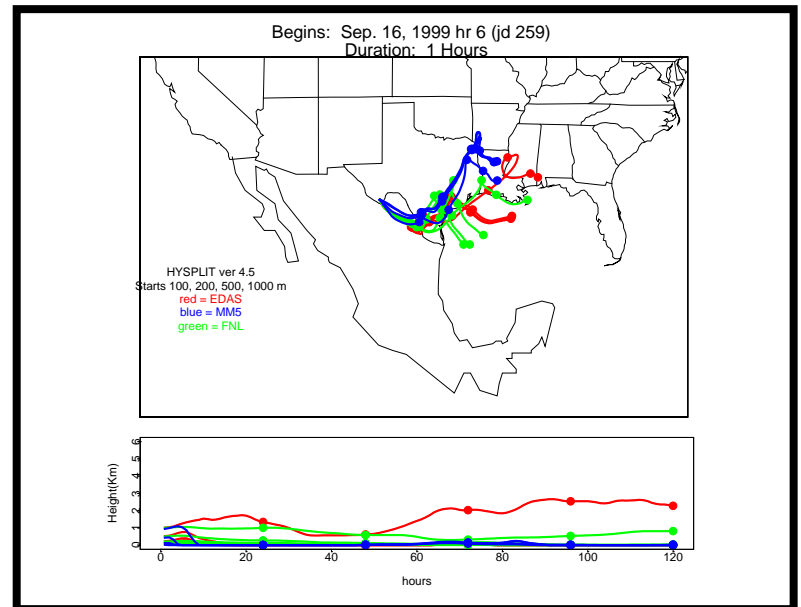 Begins: Sep. 16, 1999 hr 6 (jd 259)
Duration: 1 Hours
HYSPLIT ver 4.5
Starts 100, 200, 500, 1000 m
red = EDAS
blue = MM5
green = FNL
Height(Km)
6
5
4
3
2
1
0
0 20 40 60 80 100 120
hours